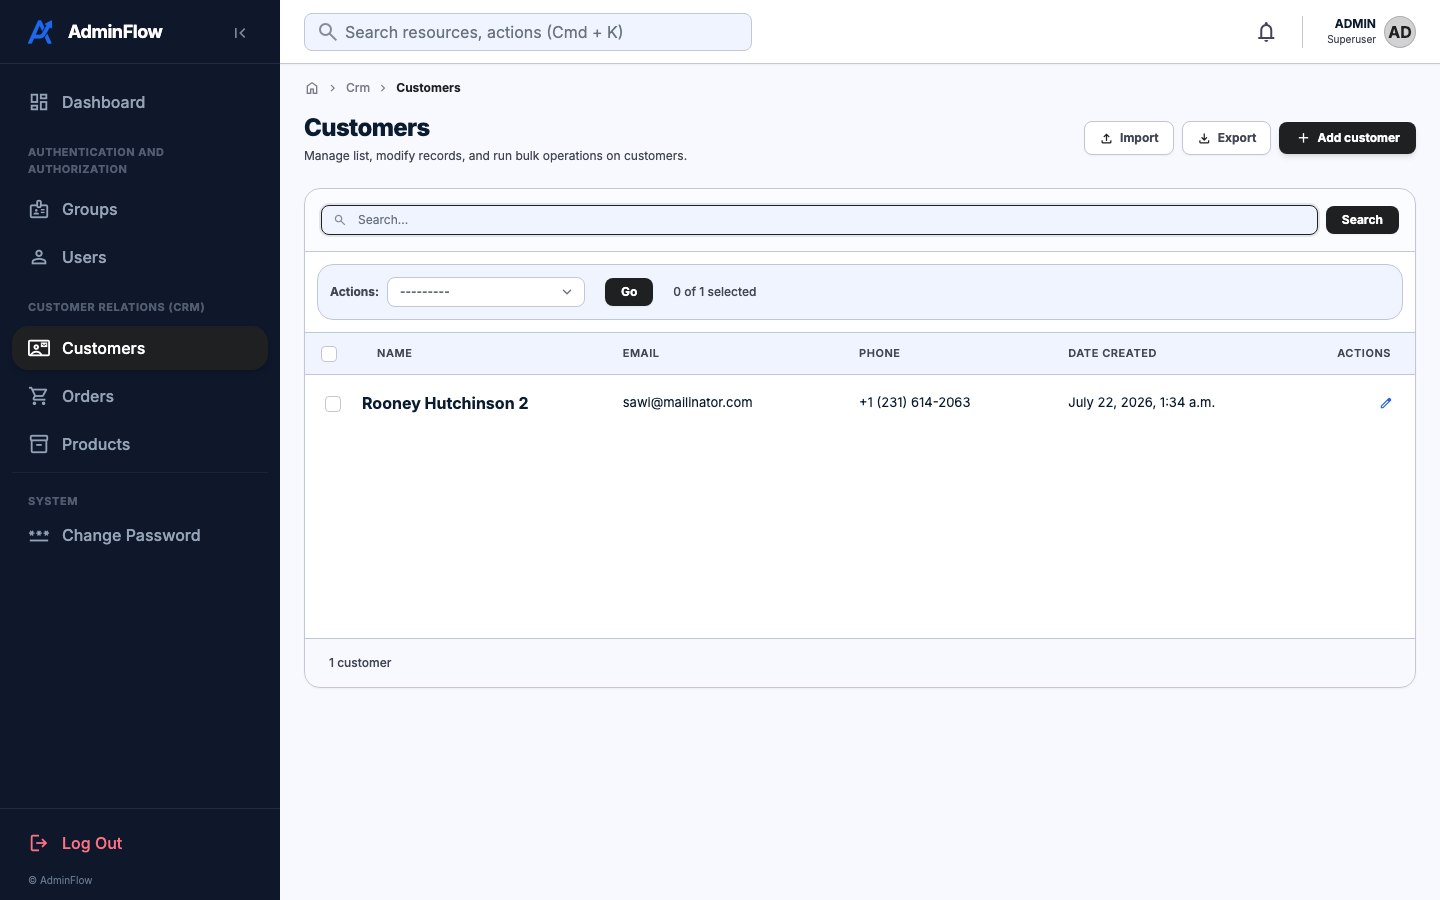 AdminFlow
Search resources, actions (Cmd + K)
ADMIN
Superuser
AD
Dashboard
AUTHENTICATION AND
AUTHORIZATION
Groups
Users
CUSTOMER RELATIONS (CRM)
Customers
Orders
Products
SYSTEM
Change Password
Log Out
© AdminFlow
Crm
Customers
Customers
Manage list, modify records, and run bulk operations on customers.
Import
Export
Add customer
Search...
Search
Actions:
---------
Go
0 of 1 selected
NAME EMAIL PHONE DATE CREATED ACTIONS
Rooney Hutchinson 2 sawi@mailinator.com +1 (231) 614-2063 July 22, 2026, 1:34 a.m.
1 customer